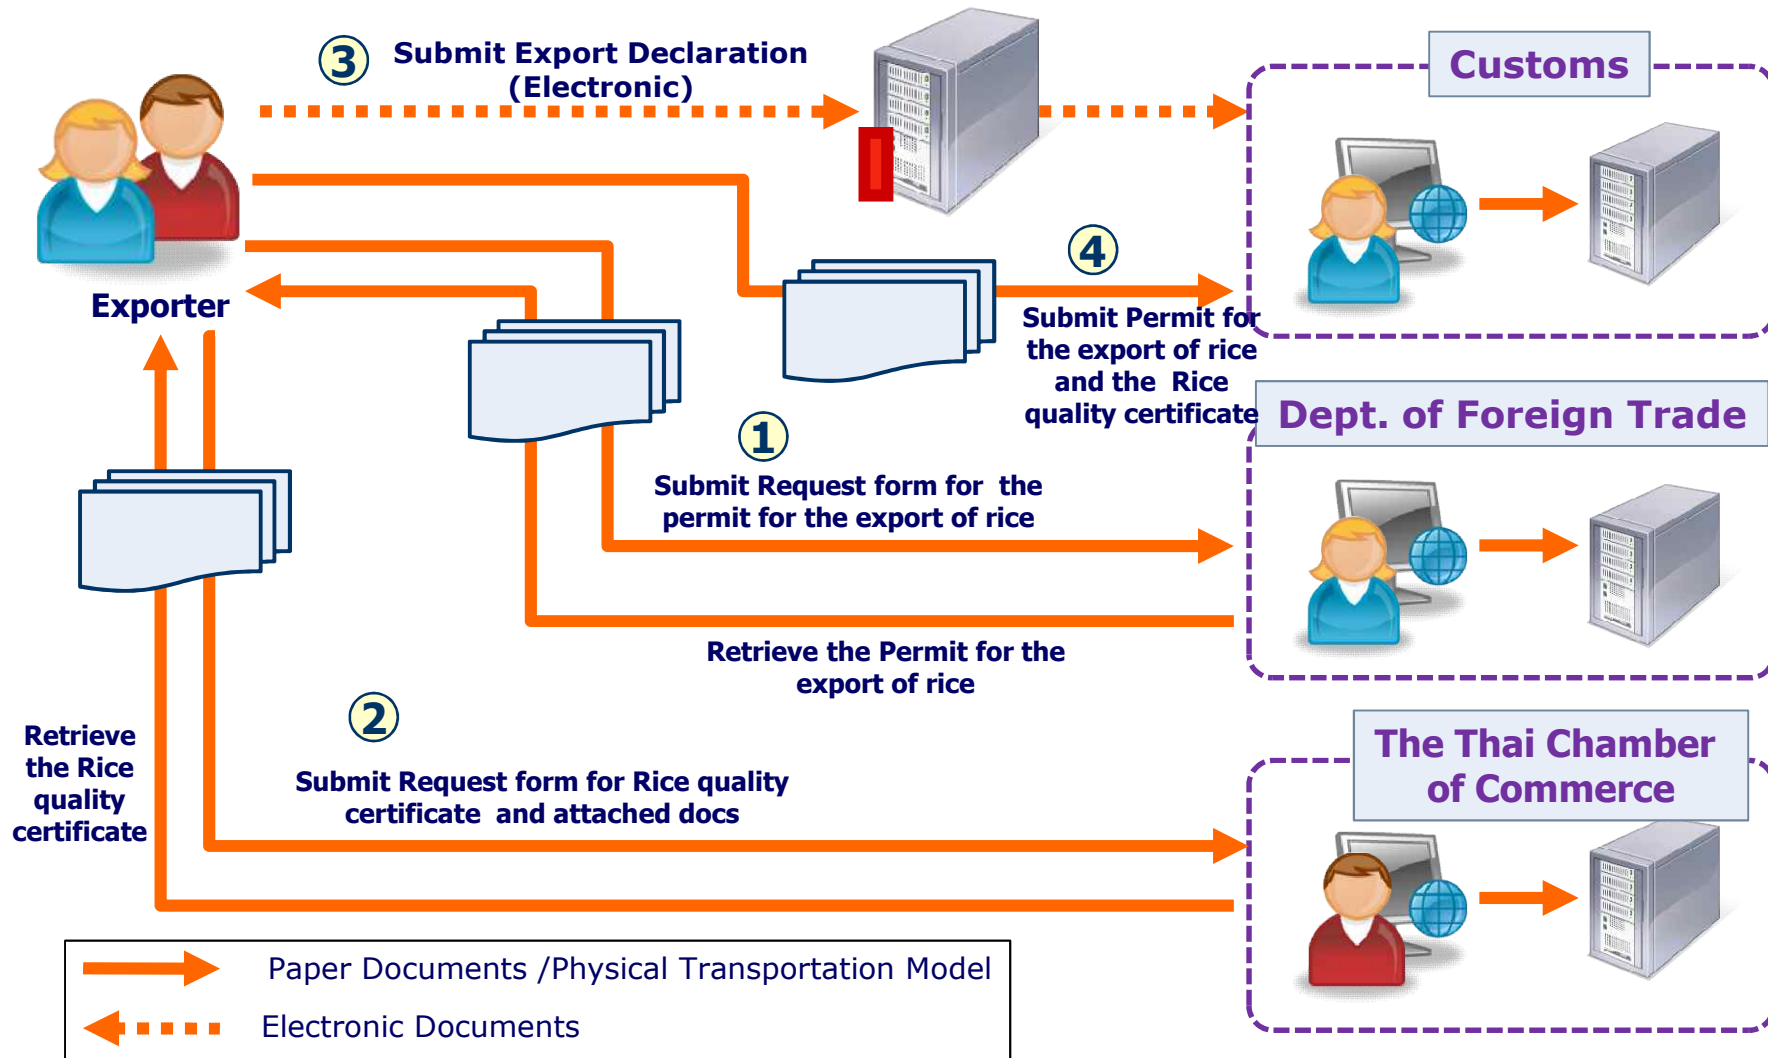 3
Submit Export Declaration
(Electronic)
Customs
Exporter
4
Submit Permit for
the export of rice
and the Rice
quality certificate
Dept. of Foreign Trade
1
Submit Request form for the
permit for the export of rice
Retrieve the Permit for the
export of rice
2
Retrieve
the Rice
quality
certificate
Submit Request form for Rice quality
certificate and attached docs
The Thai Chamber
of Commerce
Paper Documents /Physical Transportation Model
Electronic Documents